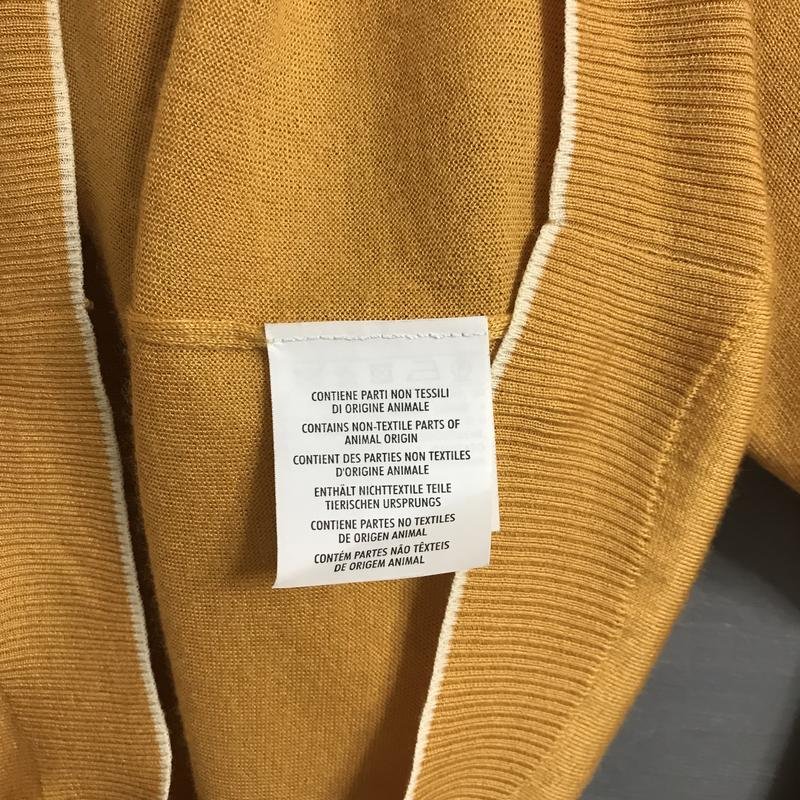 CONTIENE PARTI NON TESSILI
DI ORIGINE ANIMALE
CONTAINS NON-TEXTILE PARTS OF
ANIMAL ORIGIN
CONTIENT DES PARTIES NON TEXTILES
D'ORIGINE ANIMALE
ENTHÄLT NICHTTEXTILE TEILE
TIERISCHEN URSPRUNGS
CONTIENE PARTES NO TEXTILES
DE ORIGEN ANIMAL
CONTÉM PARTES NÃO TÊXTEIS
DE ORIGEM ANIMAL